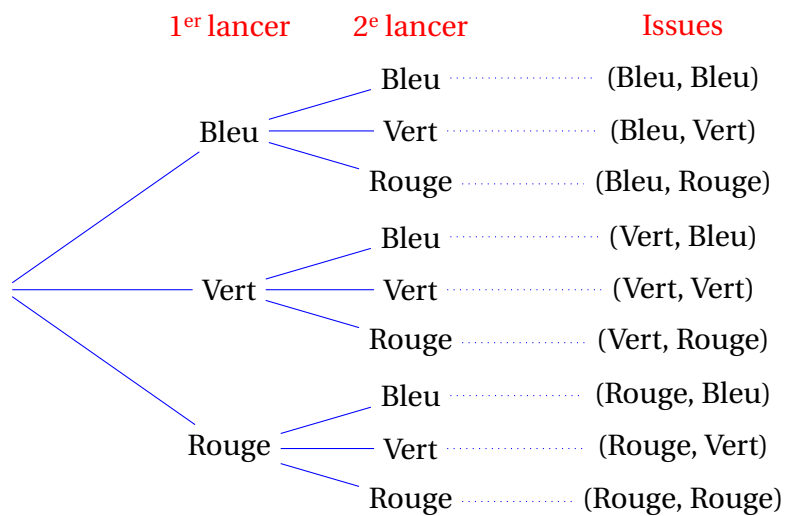 1er lancer 2e lancer Issues
Bleu (Bleu, Bleu)
Bleu Vert (Bleu, Vert)
Rouge (Bleu, Rouge)
Bleu (Vert, Bleu)
Vert Vert (Vert, Vert)
Rouge (Vert, Rouge)
Bleu (Rouge, Bleu)
Rouge Vert (Rouge, Vert)
Rouge (Rouge, Rouge)